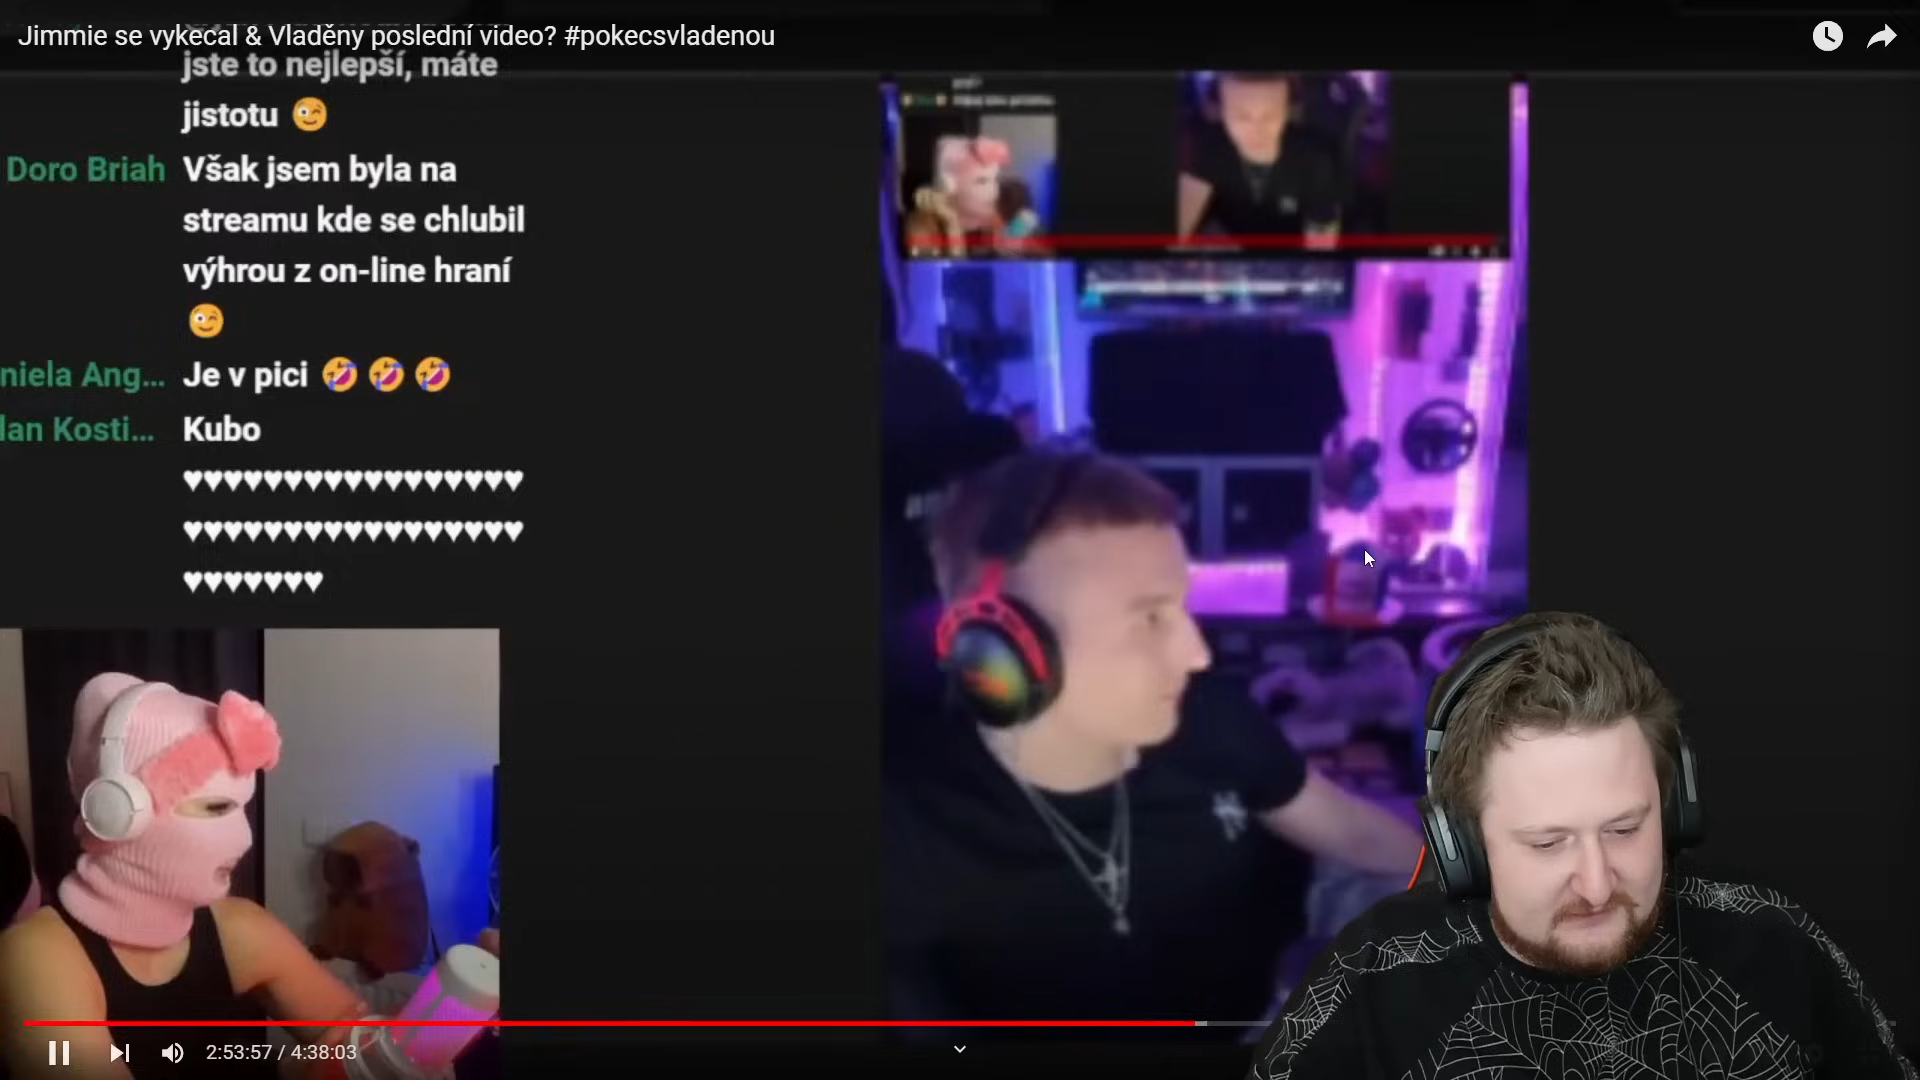 Jimmie se vykecal & Vladěny poslední video? #pokecsvladenou
jste to nejlepší, máte
jistotu 😉
Doro Briah Však jsem byla na
streamu kde se chlubil
výhrou z on-line hraní
😉
niela Ang... Je v pici 🤣🤣🤣
lan Kosti... Kubo
♥♥♥♥♥♥♥♥♥♥♥♥♥♥♥♥♥
♥♥♥♥♥♥♥♥♥♥♥♥♥♥♥♥♥
♥♥♥♥♥♥♥
2:53:57 / 4:38:03